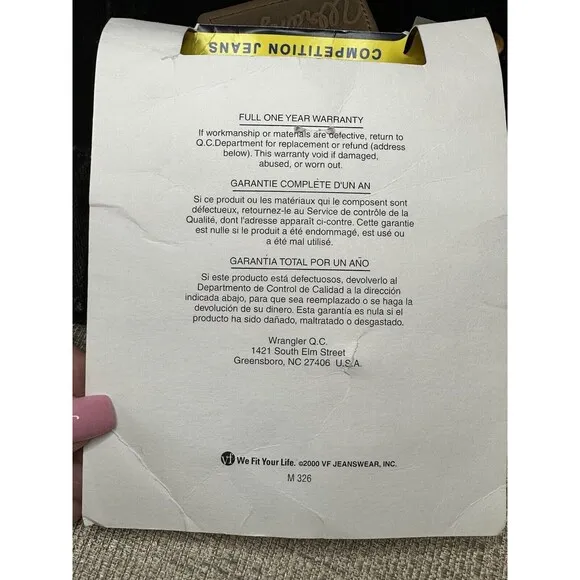 Wrangler
COMPETITION JEANS
FULL ONE YEAR WARRANTY
If workmanship or materials are defective, return to
Q.C.Department for replacement or refund (address
below). This warranty void if damaged,
abused, or worn out.
GARANTIE COMPLÈTE D'UN AN
Si ce produit ou les matériaux qui le composent sont
défectueux, retournez-le au Service de contrôle de la
Qualité, dont l'adresse apparaît ci-contre. Cette garantie
est nulle si le produit a été endommagé, est usé ou
a été mal utilisé.
GARANTIA TOTAL POR UN AÑO
Si este producto está defectuoso, devolverlo al
Departamento de Control de Calidad a la dirección
indicada abajo, para que sea reemplazado o se haga la
devolución de su dinero. Esta garantía es nula si el
producto ha sido dañado, maltratado o desgastado.
Wrangler Q.C.
1421 South Elm Street
Greensboro, NC 27406 U.S.A.
vf We Fit Your Life. ©2000 VF JEANSWEAR, INC.
M 326